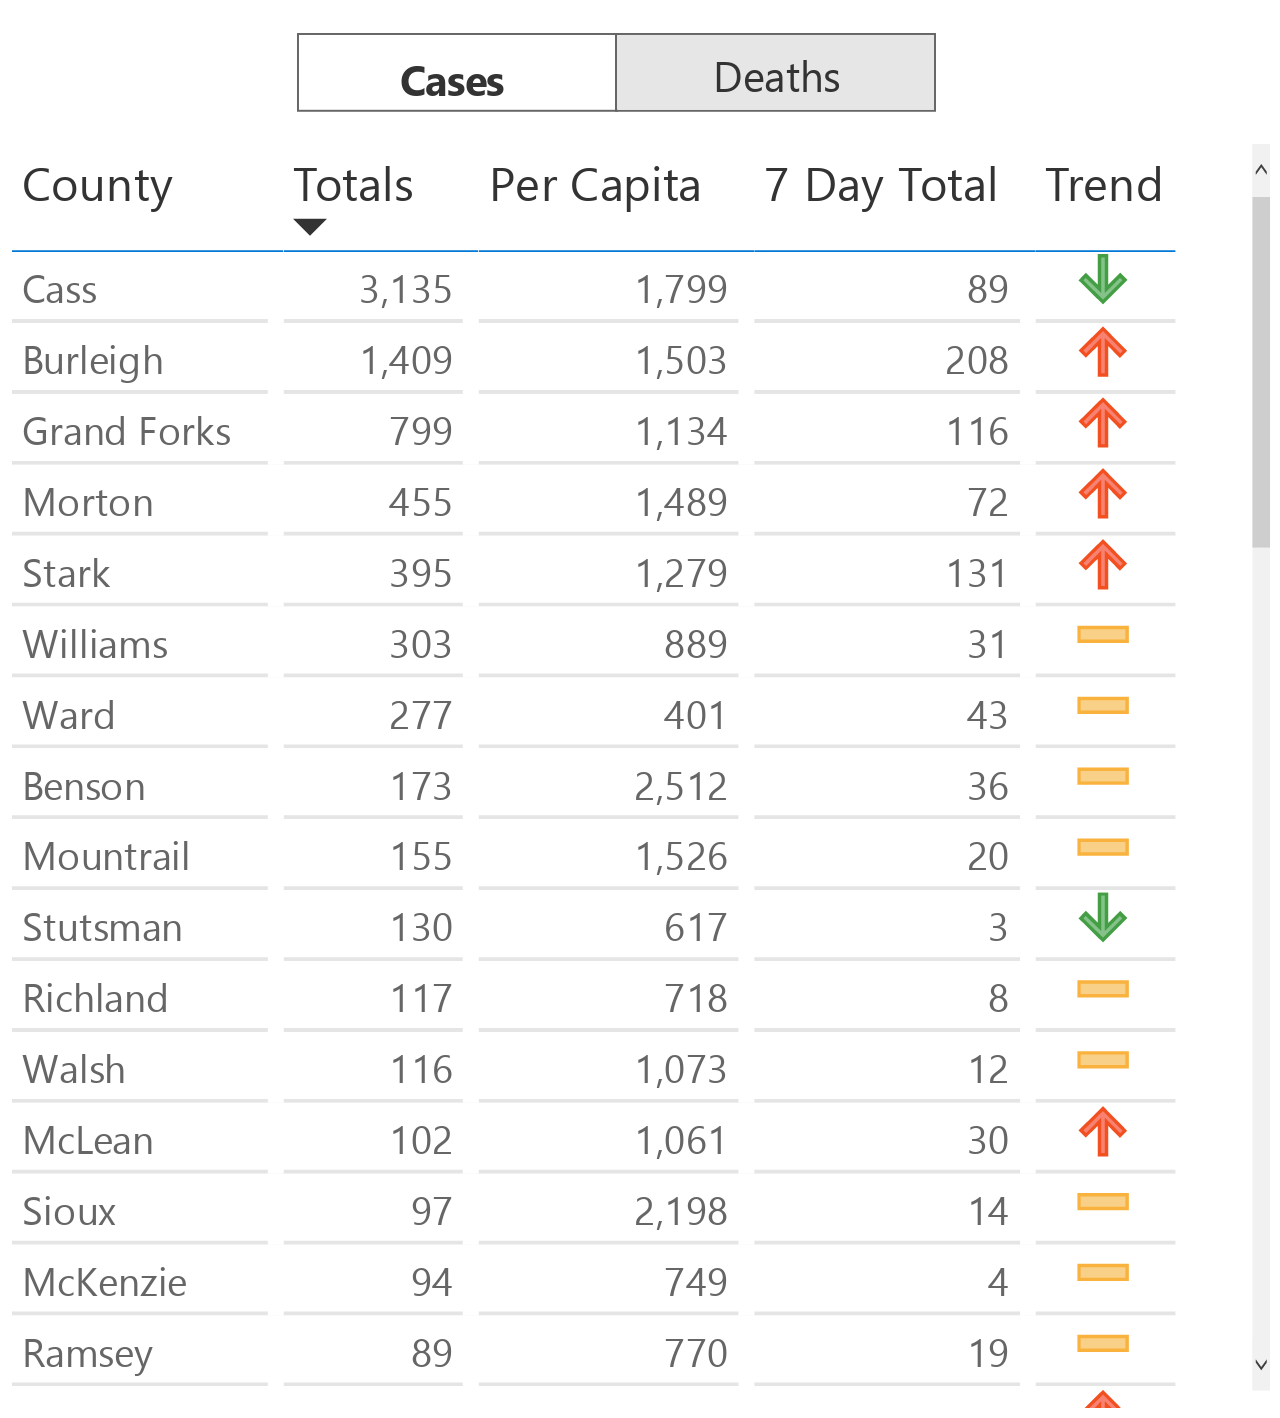 Cases Deaths
County Totals Per Capita 7 Day Total Trend
Cass 3,135 1,799 89
Burleigh 1,409 1,503 208
Grand Forks 799 1,134 116
Morton 455 1,489 72
Stark 395 1,279 131
Williams 303 889 31
Ward 277 401 43
Benson 173 2,512 36
Mountrail 155 1,526 20
Stutsman 130 617 3
Richland 117 718 8
Walsh 116 1,073 12
McLean 102 1,061 30
Sioux 97 2,198 14
McKenzie 94 749 4
Ramsey 89 770 19